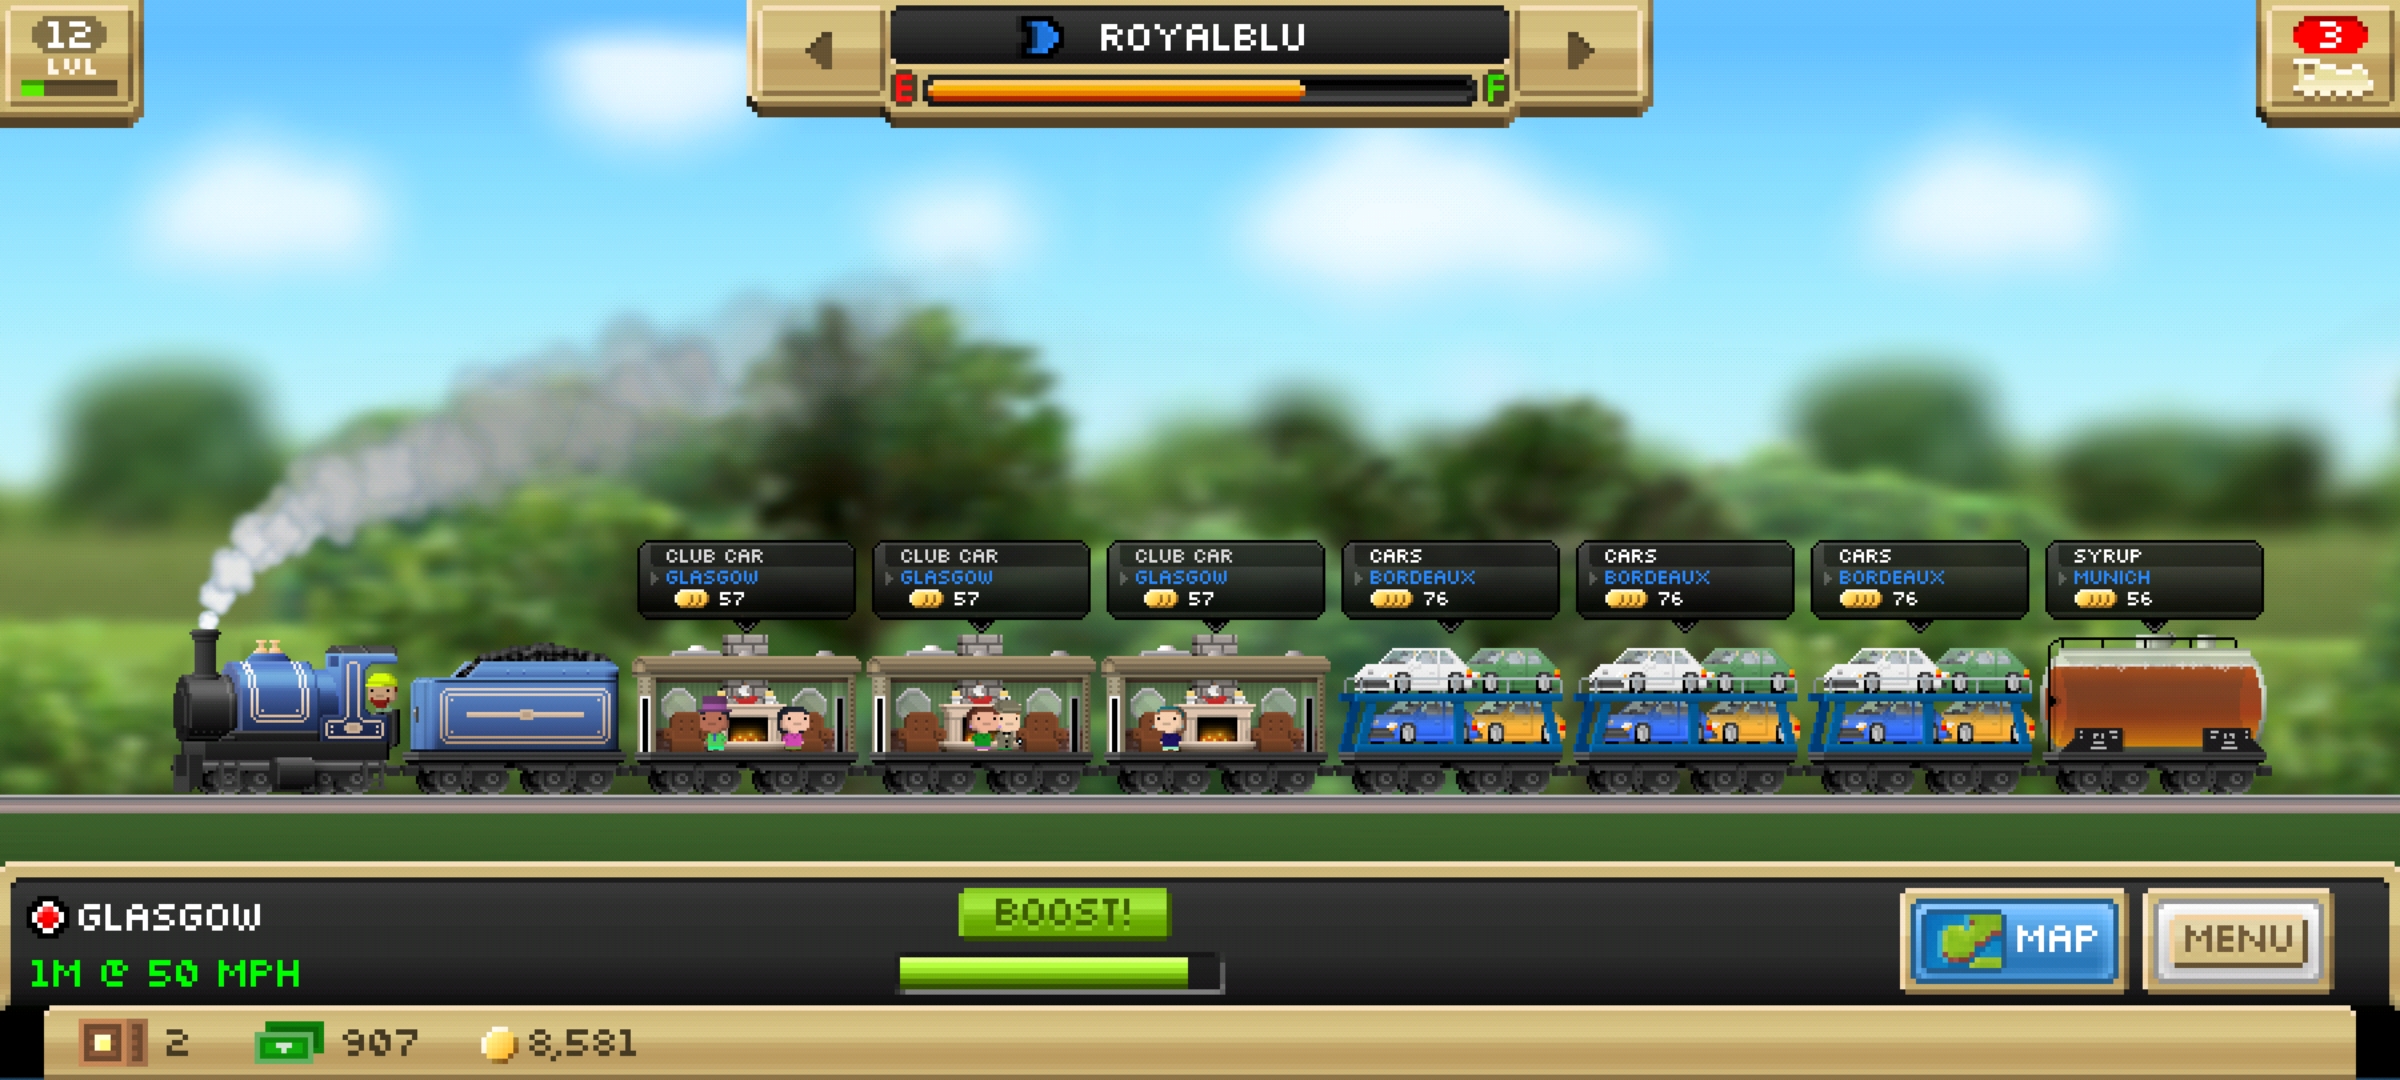 12
LVL
ROYALBLU
E F
3
CLUB CAR
GLASGOW
57
CLUB CAR
GLASGOW
57
CLUB CAR
GLASGOW
57
CARS
BORDEAUX
76
CARS
BORDEAUX
76
CARS
BORDEAUX
76
SYRUP
MUNICH
56
GLASGOW
1M @ 50 MPH
BOOST!
MAP
MENU
2
907
8,581